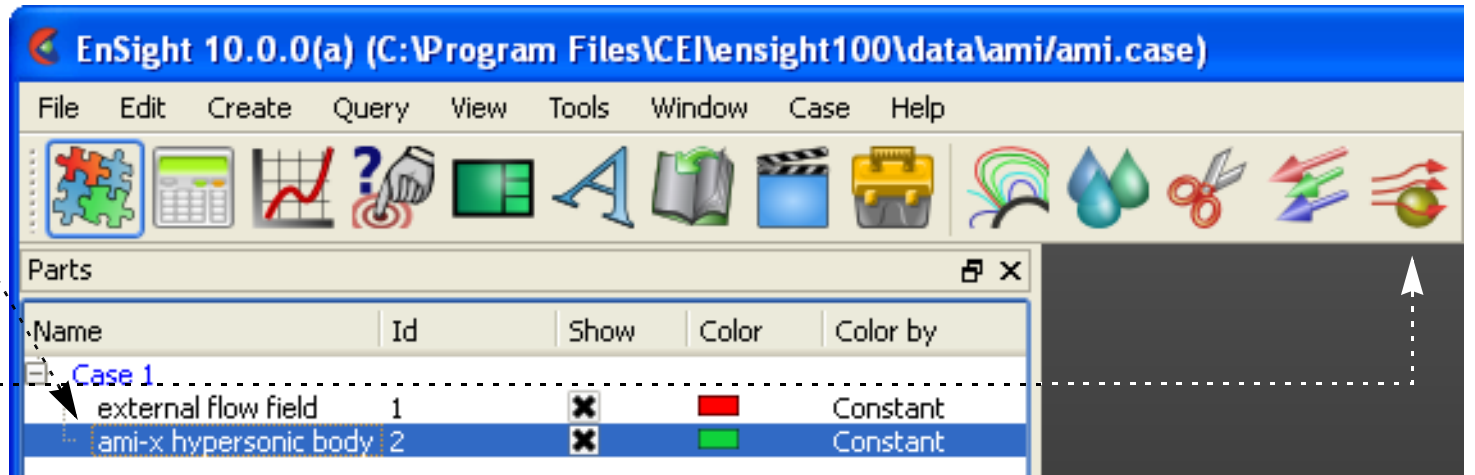 EnSight 10.0.0(a) (C:\Program Files\CEI\ensight100\data\ami/ami.case)
File Edit Create Query View Tools Window Case Help
Parts
Name Id Show Color Color by
Case 1
external flow field 1 Constant
ami-x hypersonic body 2 Constant